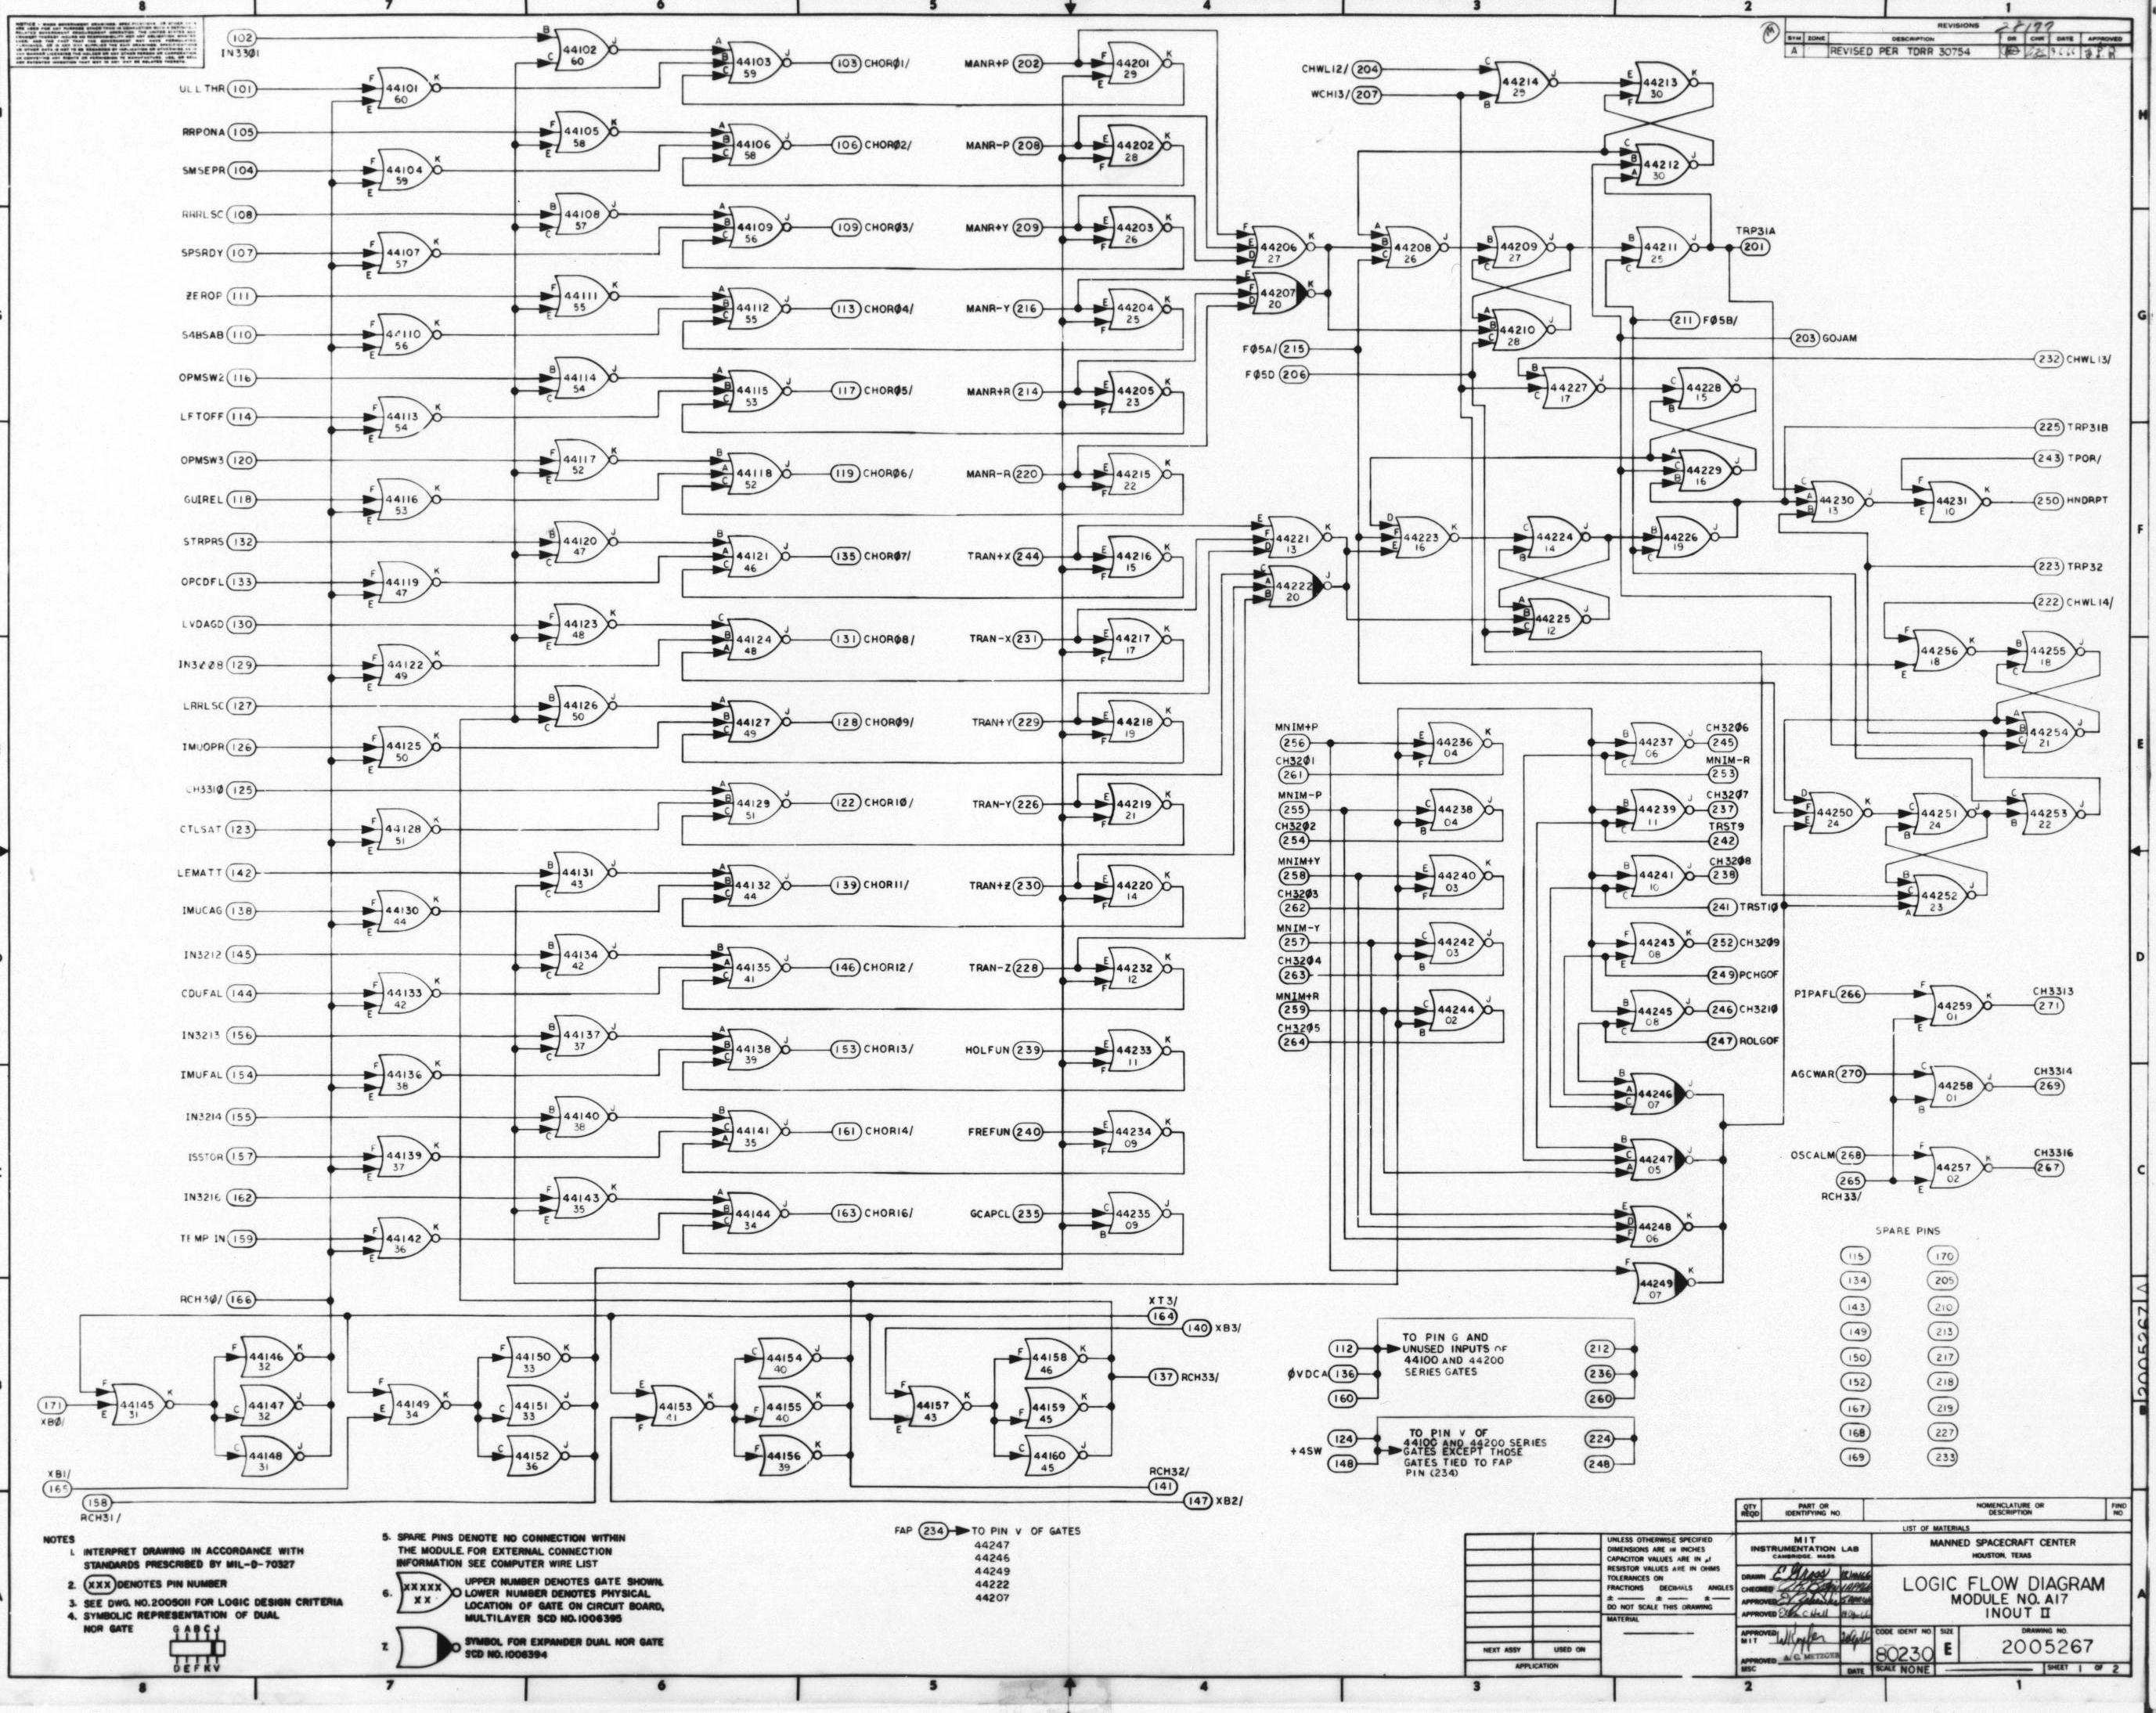 8 7 6 5 4 3 2 1
REVISIONS
28177
SYM ZONE DESCRIPTION DR CHK DATE APPROVED
A REVISED PER TDRR 30754
102 IN3301
ULLTHR 101
RRPONA 105
SMSEPR 104
RRRLSC 108
SPSRDY 107
ZEROP 111
S4BSAB 110
OPMSW2 116
LFTOFF 114
OPMSW3 120
GUIREL 118
STRPRS 132
OPCDFL 133
LVDAGD 130
IN3008 129
LRRLSC 127
IMUOPR 126
CH3310 125
CTLSAT 123
LEMATT 142
IMUCAG 138
IN3212 145
CDUFAL 144
IN3213 156
IMUFAL 154
IN3214 155
ISSTOR 157
IN3216 162
TEMP IN 159
RCH30/ 166
44101 60
44104 59
44107 57
44110 56
44113 54
44116 53
44119 47
44122 49
44125 50
44128 51
44130 44
44133 42
44136 38
44139 37
44142 36
44102 60
44105 58
44108 57
44111 55
44114 54
44117 52
44120 47
44123 48
44126 50
44131 43
44134 42
44137 37
44140 38
44143 35
44103 59
44106 58
44109 56
44112 55
44115 53
44118 52
44121 46
44124 48
44127 49
44129 51
44132 44
44135 41
44138 39
44141 35
44144 34
103 CHOR01/
106 CHOR02/
109 CHOR03/
113 CHOR04/
117 CHOR05/
119 CHOR06/
135 CHOR07/
131 CHOR08/
128 CHOR09/
122 CHOR10/
139 CHOR11/
146 CHOR12/
153 CHOR13/
161 CHOR14/
163 CHOR16/
MANR+P 202
MANR-P 208
MANR+Y 209
MANR-Y 216
MANR+R 214
MANR-R 220
TRAN+X 244
TRAN-X 231
TRAN+Y 229
TRAN-Y 226
TRAN+Z 230
TRAN-Z 228
HOLFUN 239
FREFUN 240
GCAPCL 235
44201 29
44202 28
44203 26
44204 25
44205 23
44215 22
44216 15
44217 17
44218 19
44219 21
44220 14
44232 12
44233 11
44234 09
44235 09
CHWL12/ 204
WCH13/ 207
44214 29
44213 30
44212 30
44206 27
44207 20
44208 26
44209 27
44211 25
44210 28
TRP31A
201
F05A/ 215
F05D 206
211 F05B/
203 GOJAM
232 CHWL13/
44227 17
44228 15
44229 16
225 TRP31B
243 TPOR/
250 HNDRPT
44230 13
44231 10
44221 13
44222 20
44223 16
44224 14
44226 19
44225 12
223 TRP32
222 CHWL14/
44256 18
44255 18
44254 21
44250 24
44251 24
44253 22
44252 23
MNIM+P
256
CH3201
261
MNIM-P
255
CH3202
254
MNIM+Y
258
CH3203
262
MNIM-Y
257
CH3204
263
MNIM+R
259
CH3205
264
44236 04
44238 04
44240 03
44242 03
44244 02
44237 06
44239 11
44241 10
44243 08
44245 08
44246 07
44247 05
44248 06
44249 07
CH3206
245
MNIM-R
253
CH3207
237
TRST9
242
CH3208
238
241 TRST10
252 CH3209
249 PCHGOF
246 CH3210
247 ROLGOF
PIPAFL 266
44259 01
CH3313
271
AGCWAR 270
44258 01
CH3314
269
OSCALM 268
265
RCH33/
44257 02
CH3316
267
SPARE PINS
115 170
134 205
143 210
149 213
150 217
152 218
167 219
168 227
169 233
171 XB0/
44145 31
44146 32
44147 32
44148 31
44149 34
44150 33
44151 33
44152 36
44153 41
44154 40
44155 40
44156 39
44157 43
44158 46
44159 45
44160 45
XT3/
164
140 XB3/
137 RCH33/
RCH32/
141
147 XB2/
XB1/
165
158
RCH31/
112
0VDCA 136
160
TO PIN G AND
UNUSED INPUTS OF
44100 AND 44200
SERIES GATES
212
236
260
124
+4SW
148
TO PIN V OF
44100 AND 44200 SERIES
GATES EXCEPT THOSE
GATES TIED TO FAP
PIN (234)
224
248
FAP 234 TO PIN V OF GATES
44247
44246
44249
44222
44207
NOTES
1. INTERPRET DRAWING IN ACCORDANCE WITH
STANDARDS PRESCRIBED BY MIL-D-70327
2. (XXX) DENOTES PIN NUMBER
3. SEE DWG. NO. 2005011 FOR LOGIC DESIGN CRITERIA
4. SYMBOLIC REPRESENTATION OF DUAL
NOR GATE
G A B C J
D E F K V
5. SPARE PINS DENOTE NO CONNECTION WITHIN
THE MODULE. FOR EXTERNAL CONNECTION
INFORMATION SEE COMPUTER WIRE LIST
6. XXXXX XX UPPER NUMBER DENOTES GATE SHOWN.
LOWER NUMBER DENOTES PHYSICAL
LOCATION OF GATE ON CIRCUIT BOARD,
MULTILAYER SCD NO. 1006395
7. SYMBOL FOR EXPANDER DUAL NOR GATE
SCD NO. 1006394
NEXT ASSY USED ON
APPLICATION
UNLESS OTHERWISE SPECIFIED
DIMENSIONS ARE IN INCHES
CAPACITOR VALUES ARE IN µf
RESISTOR VALUES ARE IN OHMS
TOLERANCES ON
FRACTIONS DECIMALS ANGLES
± ± ±
DO NOT SCALE THIS DRAWING
MATERIAL
QTY REQD PART OR IDENTIFYING NO. NOMENCLATURE OR DESCRIPTION FIND NO
LIST OF MATERIALS
MIT
INSTRUMENTATION LAB
CAMBRIDGE, MASS
MANNED SPACECRAFT CENTER
HOUSTON, TEXAS
DRAWN
CHECKED
APPROVED
APPROVED
APPROVED MIT
APPROVED MSC
A. G. METZGER
DATE
LOGIC FLOW DIAGRAM
MODULE NO. A17
INOUT II
CODE IDENT NO. 80230
SIZE E
DRAWING NO. 2005267
SCALE NONE
SHEET 1 OF 2
2005267 A
H G F E D C B A
8 7 6 5 4 3 2 1